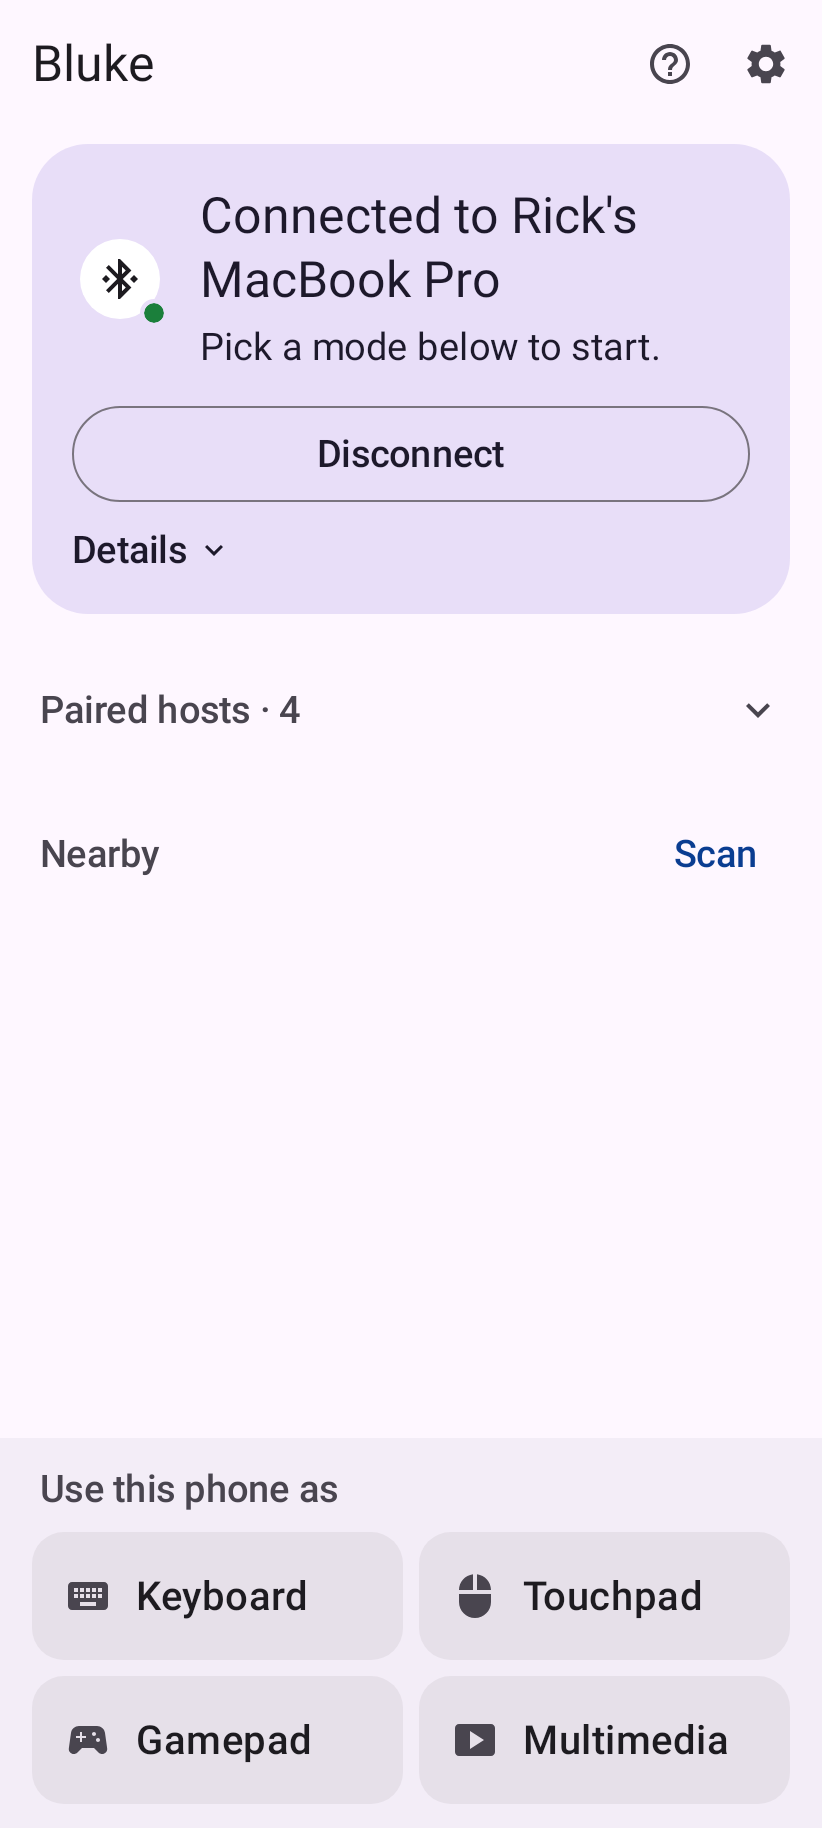 Bluke
Connected to Rick's
MacBook Pro
Pick a mode below to start.
Disconnect
Details
Paired hosts · 4
Nearby
Scan
Use this phone as
Keyboard
Touchpad
Gamepad
Multimedia